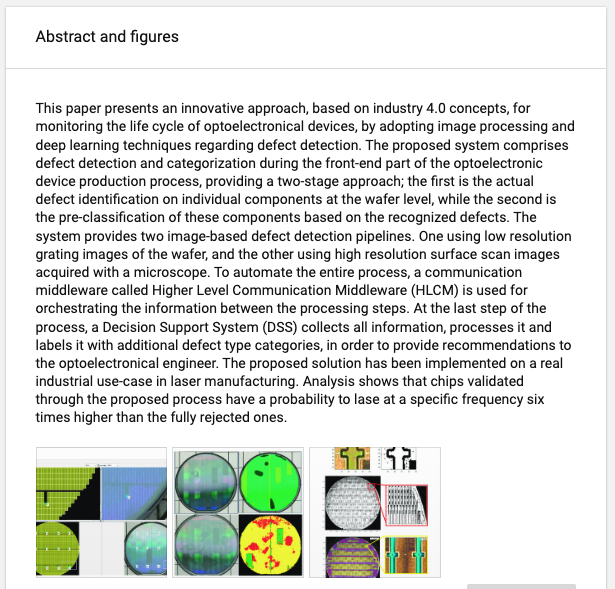 Abstract and figures
This paper presents an innovative approach, based on industry 4.0 concepts, for
monitoring the life cycle of optoelectronical devices, by adopting image processing and
deep learning techniques regarding defect detection. The proposed system comprises
defect detection and categorization during the front-end part of the optoelectronic
device production process, providing a two-stage approach; the first is the actual
defect identification on individual components at the wafer level, while the second is
the pre-classification of these components based on the recognized defects. The
system provides two image-based defect detection pipelines. One using low resolution
grating images of the wafer, and the other using high resolution surface scan images
acquired with a microscope. To automate the entire process, a communication
middleware called Higher Level Communication Middleware (HLCM) is used for
orchestrating the information between the processing steps. At the last step of the
process, a Decision Support System (DSS) collects all information, processes it and
labels it with additional defect type categories, in order to provide recommendations to
the optoelectronical engineer. The proposed solution has been implemented on a real
industrial use-case in laser manufacturing. Analysis shows that chips validated
through the proposed process have a probability to lase at a specific frequency six
times higher than the fully rejected ones.